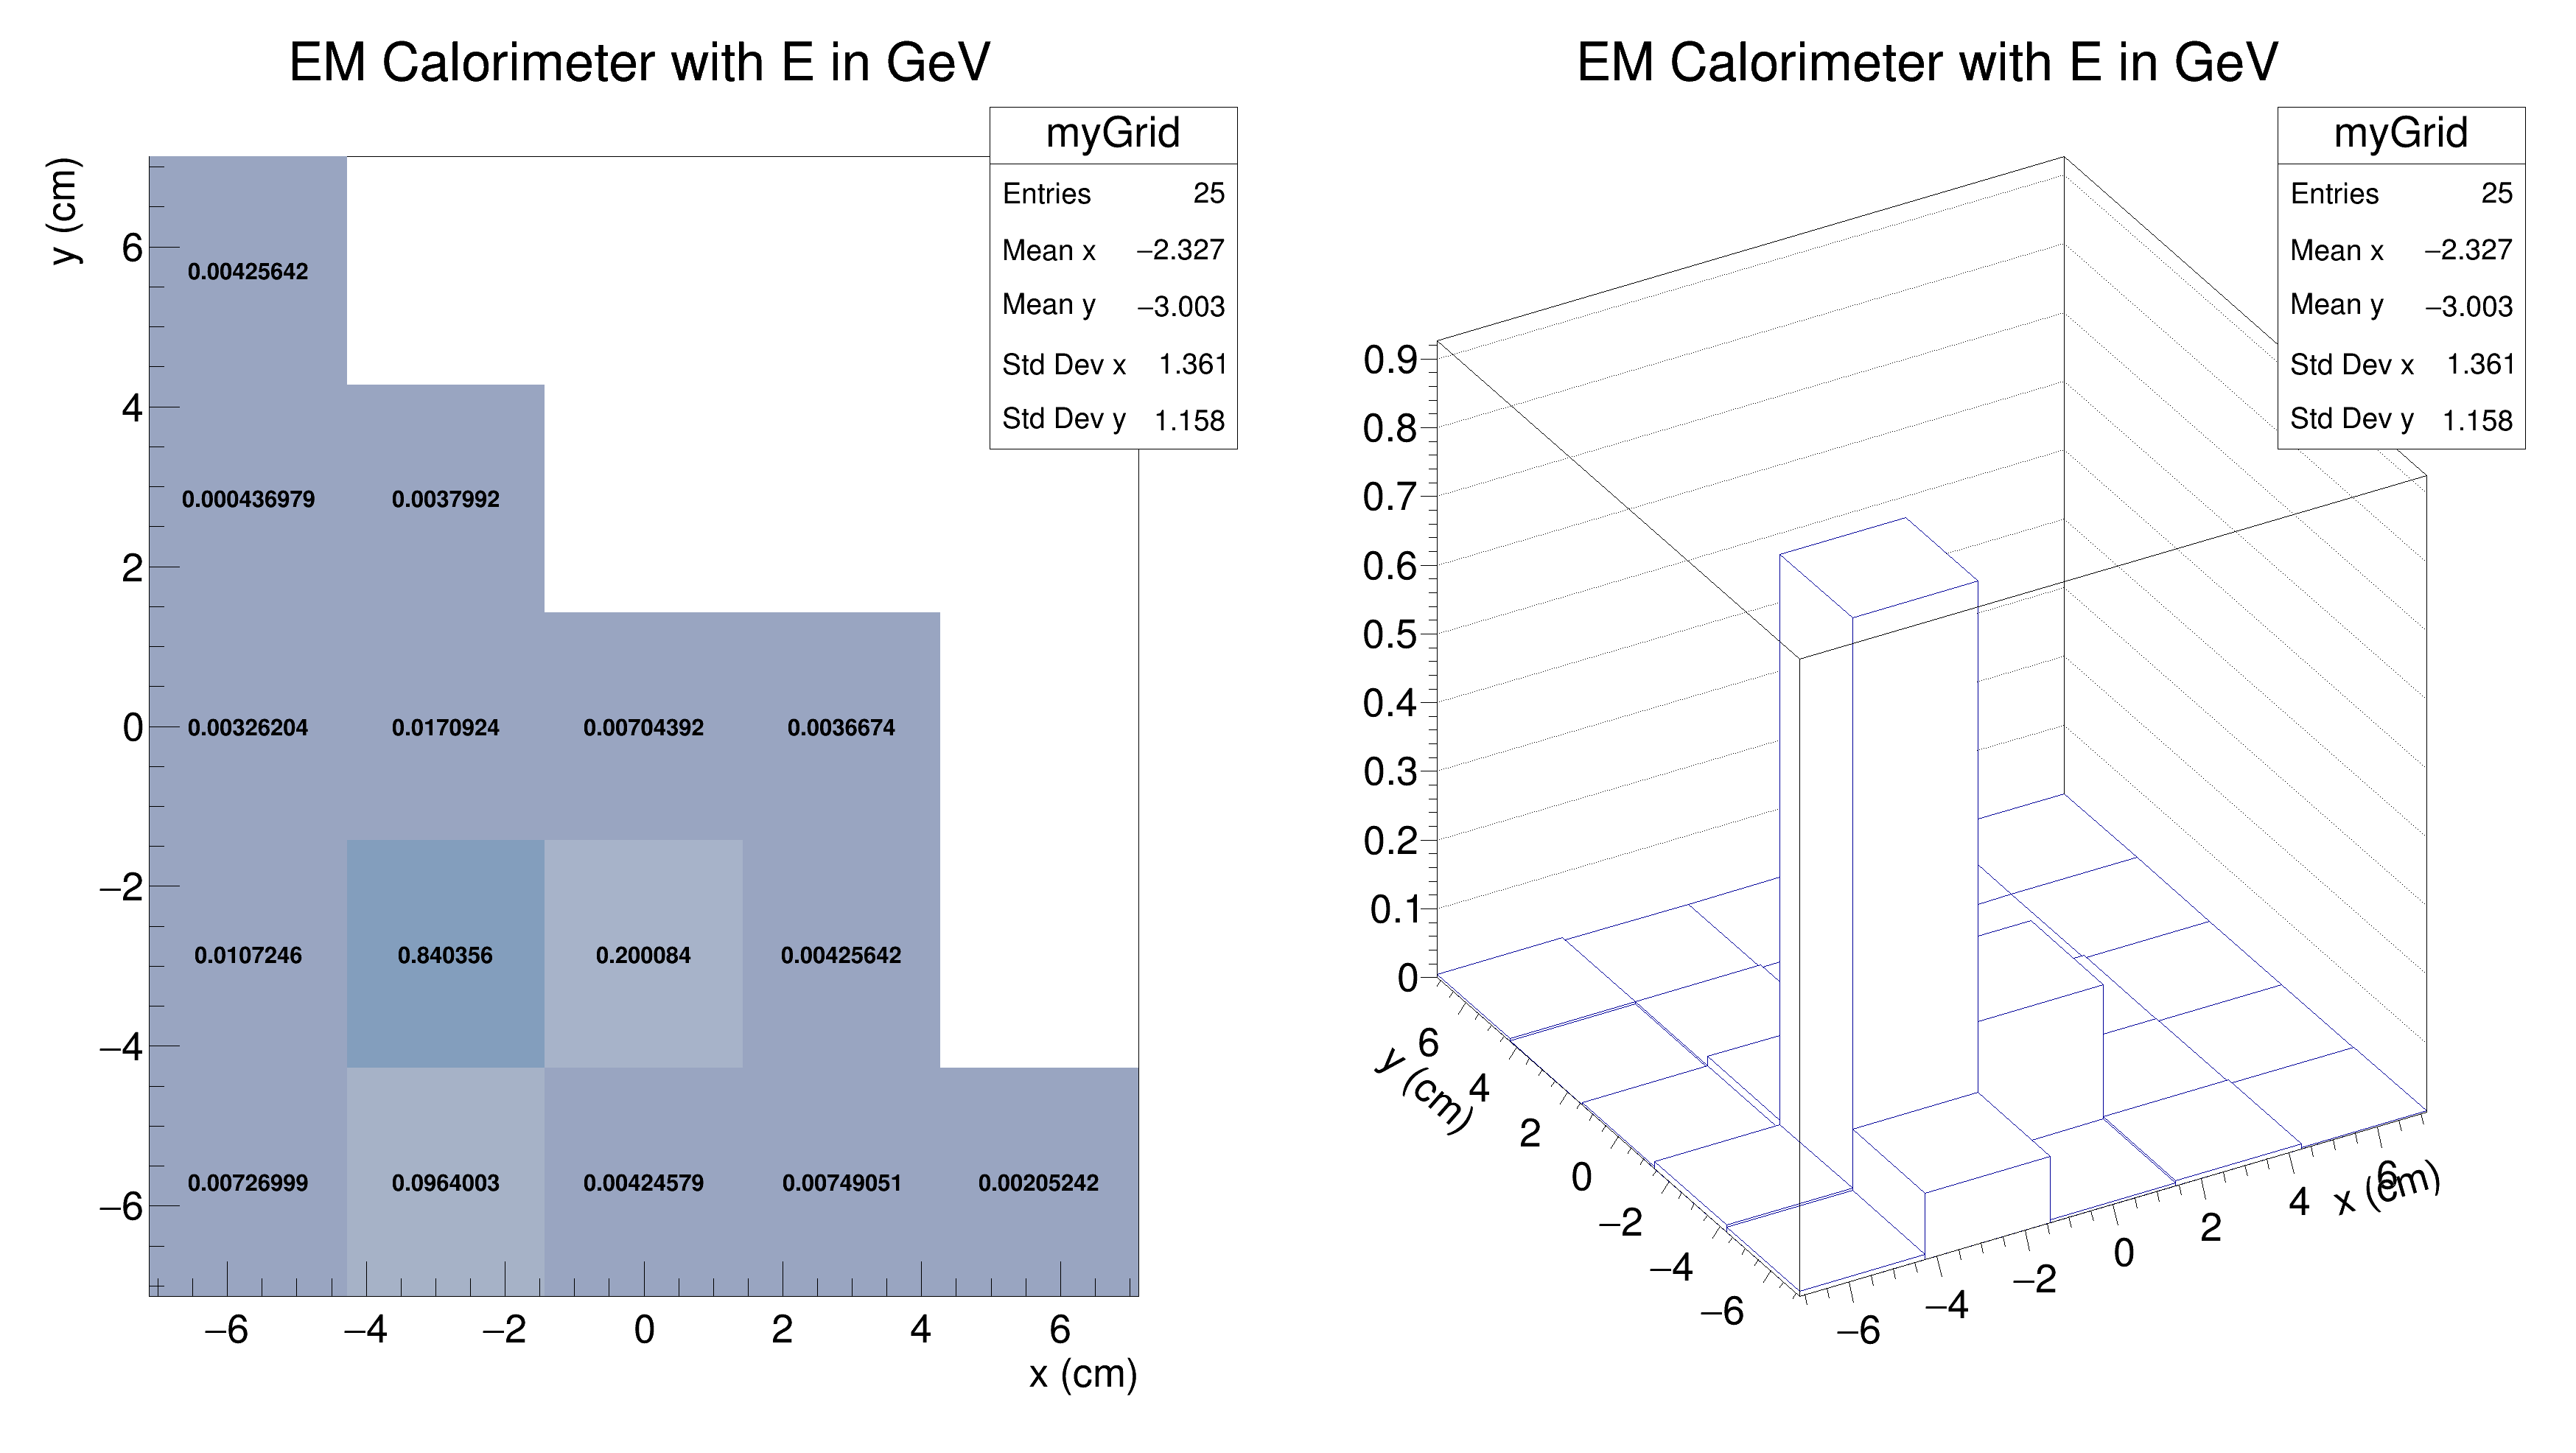 EM Calorimeter with E in GeV
myGrid
Entries 25
Mean x −2.327
Mean y −3.003
Std Dev x 1.361
Std Dev y 1.158
y (cm)
6
4
2
0
−2
−4
−6
0.00425642
0.000436979 0.0037992
0.00326204 0.0170924 0.00704392 0.0036674
0.0107246 0.840356 0.200084 0.00425642
0.00726999 0.0964003 0.00424579 0.00749051 0.00205242
−6 −4 −2 0 2 4 6
x (cm)
EM Calorimeter with E in GeV
myGrid
Entries 25
Mean x −2.327
Mean y −3.003
Std Dev x 1.361
Std Dev y 1.158
0.9
0.8
0.7
0.6
0.5
0.4
0.3
0.2
0.1
0
6
4
2
0
−2
−4
−6
y (cm)
−6
−4
−2
0
2
4
6
x (cm)